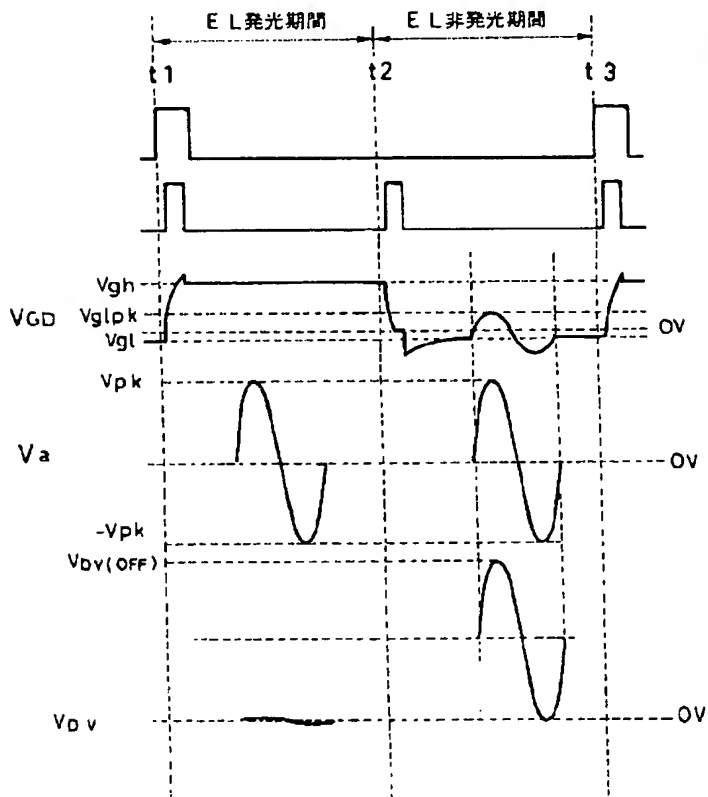 EL発光期間 EL非発光期間
t1 t2 t3
Vgh
VGD Vglpk 0V
Vgl
Vpk
Va 0V
-Vpk
VDV(OFF)
VDV 0V